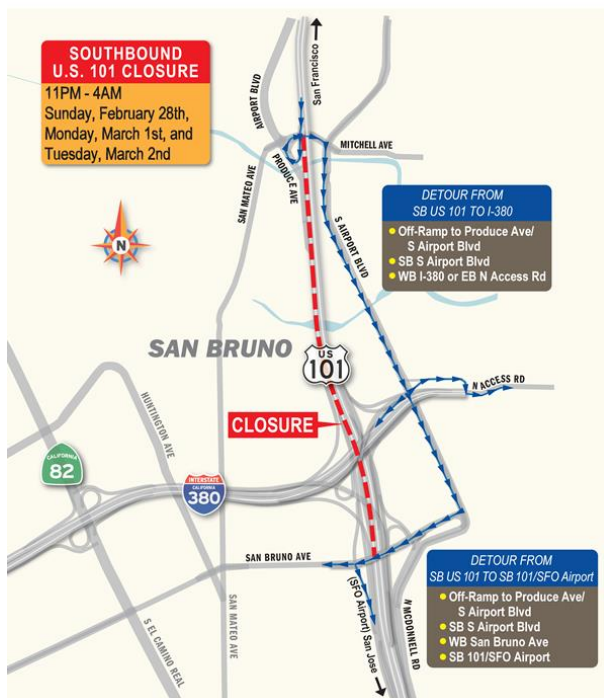 SOUTHBOUND
U.S. 101 CLOSURE
11PM - 4AM
Sunday, February 28th,
Monday, March 1st, and
Tuesday, March 2nd
San Francisco
AIRPORT BLVD
MITCHELL AVE
PRODUCE AVE
SAN MATEO AVE
S AIRPORT BLVD
DETOUR FROM
SB US 101 TO I-380
Off-Ramp to Produce Ave/
S Airport Blvd
SB S Airport Blvd
WB I-380 or EB N Access Rd
N
SAN BRUNO
US
101
N ACCESS RD
HUNTINGTON AVE
CLOSURE
CALIFORNIA
82
INTERSTATE
CALIFORNIA
380
SAN BRUNO AVE
DETOUR FROM
SB US 101 TO SB 101/SFO Airport
Off-Ramp to Produce Ave/
S Airport Blvd
SB S Airport Blvd
WB San Bruno Ave
SB 101/SFO Airport
S EL CAMINO REAL
SAN MATEO AVE
(SFO Airport) San Jose
N MCDONNELL RD